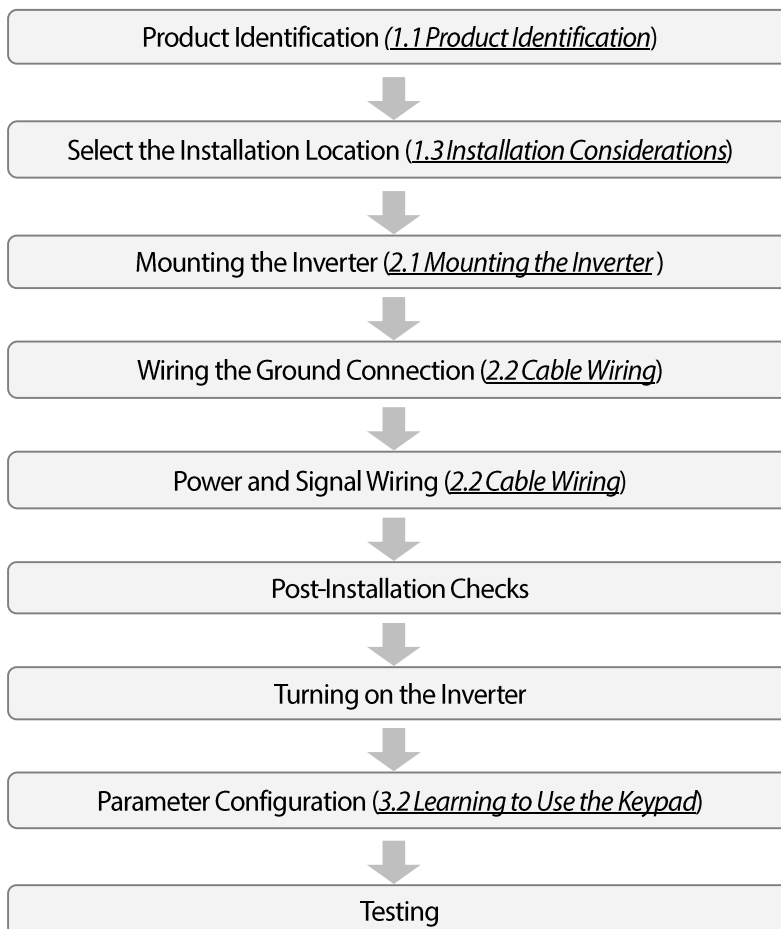 Product Identification (1.1 Product Identification)
Select the Installation Location (1.3 Installation Considerations)
Mounting the Inverter (2.1 Mounting the Inverter )
Wiring the Ground Connection (2.2 Cable Wiring)
Power and Signal Wiring (2.2 Cable Wiring)
Post-Installation Checks
Turning on the Inverter
Parameter Configuration (3.2 Learning to Use the Keypad)
Testing